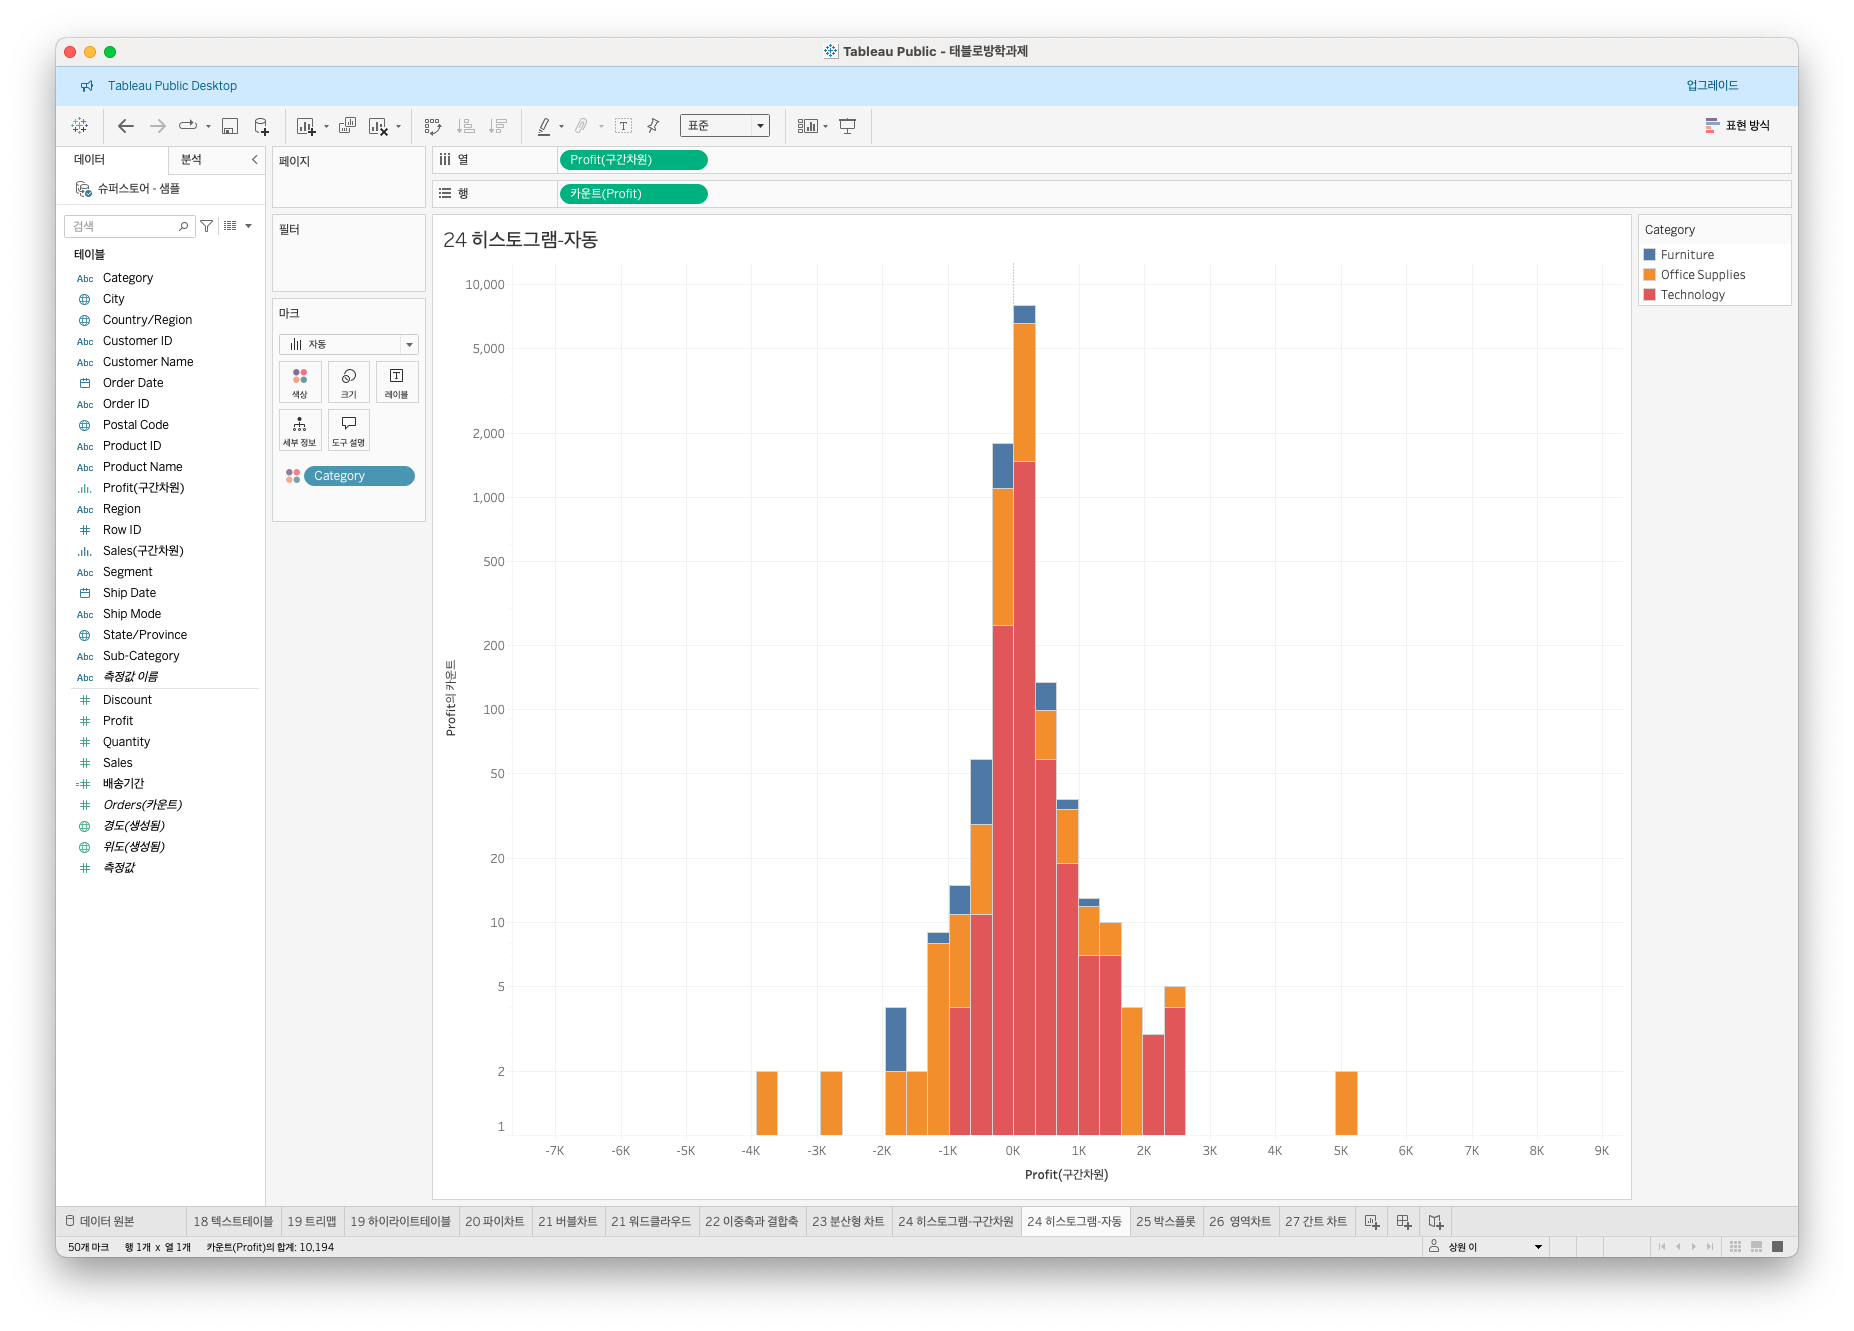 Tableau Public - 태블로방학과제
Tableau Public Desktop
업그레이드
표준
표현 방식
데이터
분석
슈퍼스토어 - 샘플
검색
테이블
Abc Category
City
Country/Region
Abc Customer ID
Abc Customer Name
Order Date
Abc Order ID
Postal Code
Abc Product ID
Abc Product Name
Profit(구간차원)
Abc Region
Row ID
Sales(구간차원)
Abc Segment
Ship Date
Abc Ship Mode
State/Province
Abc Sub-Category
Abc 측정값 이름
Discount
Profit
Quantity
Sales
배송기간
Orders(카운트)
경도(생성됨)
위도(생성됨)
측정값
페이지
필터
마크
자동
색상
크기
레이블
세부 정보
도구 설명
Category
열
Profit(구간차원)
행
카운트(Profit)
24 히스토그램-자동
10,000
5,000
2,000
1,000
500
200
100
50
20
10
5
2
1
Profit의 카운트
-7K -6K -5K -4K -3K -2K -1K 0K 1K 2K 3K 4K 5K 6K 7K 8K 9K
Profit(구간차원)
Category
Furniture
Office Supplies
Technology
데이터 원본
18 텍스트테이블
19 트리맵
19 하이라이트테이블
20 파이차트
21 버블차트
21 워드클라우드
22 이중축과 결합축
23 분산형 차트
24 히스토그램-구간차원
24 히스토그램-자동
25 박스플롯
26 영역차트
27 간트 차트
50개 마크 행 1개 x 열 1개 카운트(Profit)의 합계: 10,194
상원 이